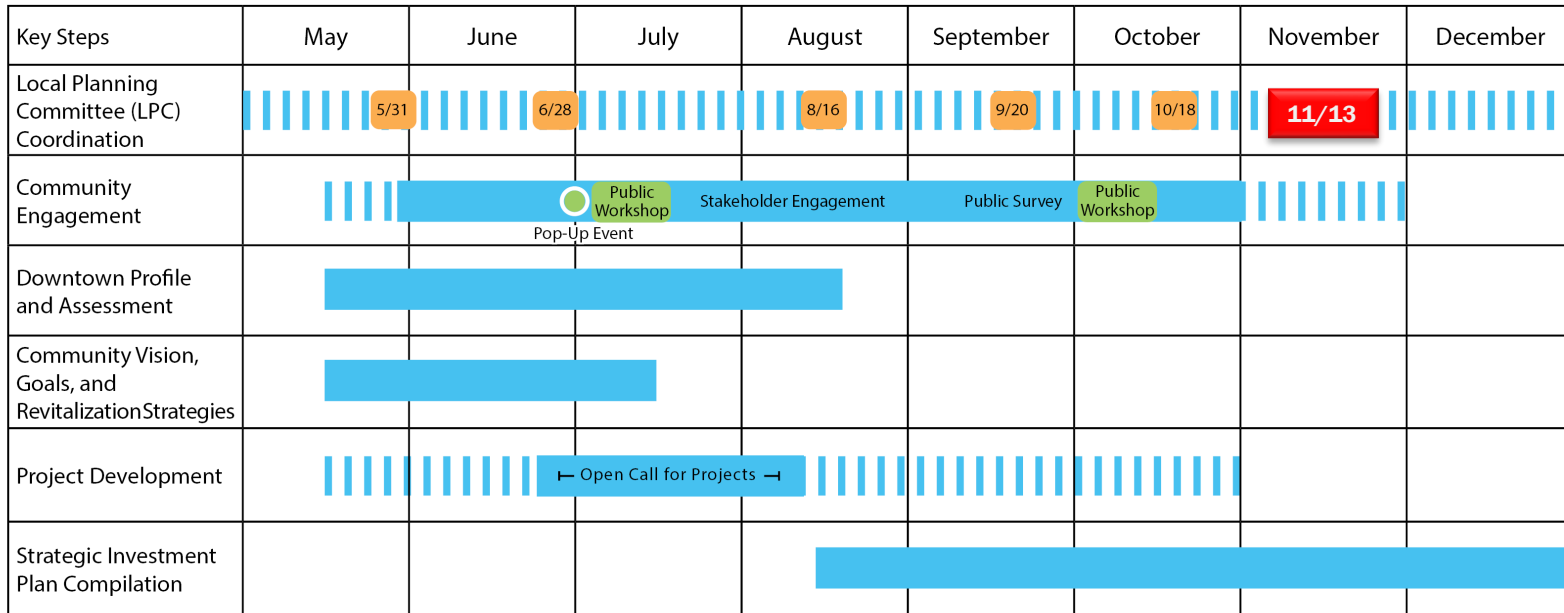 Key Steps
May
June
July
August
September
October
November
December
Local Planning
Committee (LPC)
Coordination
5/31
6/28
8/16
9/20
10/18
11/13
Community
Engagement
Public
Workshop
Stakeholder Engagement
Public Survey
Public
Workshop
Pop-Up Event
Downtown Profile
and Assessment
Community Vision,
Goals, and
RevitalizationStrategies
Project Development
Open Call for Projects
Strategic Investment
Plan Compilation